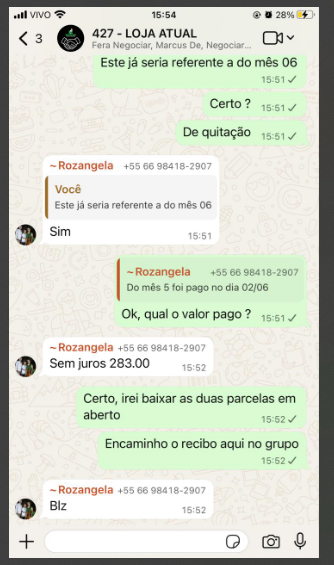 VIVO 15:54 28%
3 427 - LOJA ATUAL
Fera Negociar, Marcus De, Negociar...
Este já seria referente a do mês 06
15:51
Certo ? 15:51
De quitação 15:51
~Rozangela +55 66 98418-2907
Você
Este já seria referente a do mês 06
Sim
15:51
~Rozangela +55 66 98418-2907
Do mês 5 foi pago no dia 02/06
Ok, qual o valor pago ? 15:51
~Rozangela +55 66 98418-2907
Sem juros 283.00 15:52
Certo, irei baixar as duas parcelas em
aberto
15:52
Encaminho o recibo aqui no grupo
15:52
~Rozangela +55 66 98418-2907
Blz
15:52